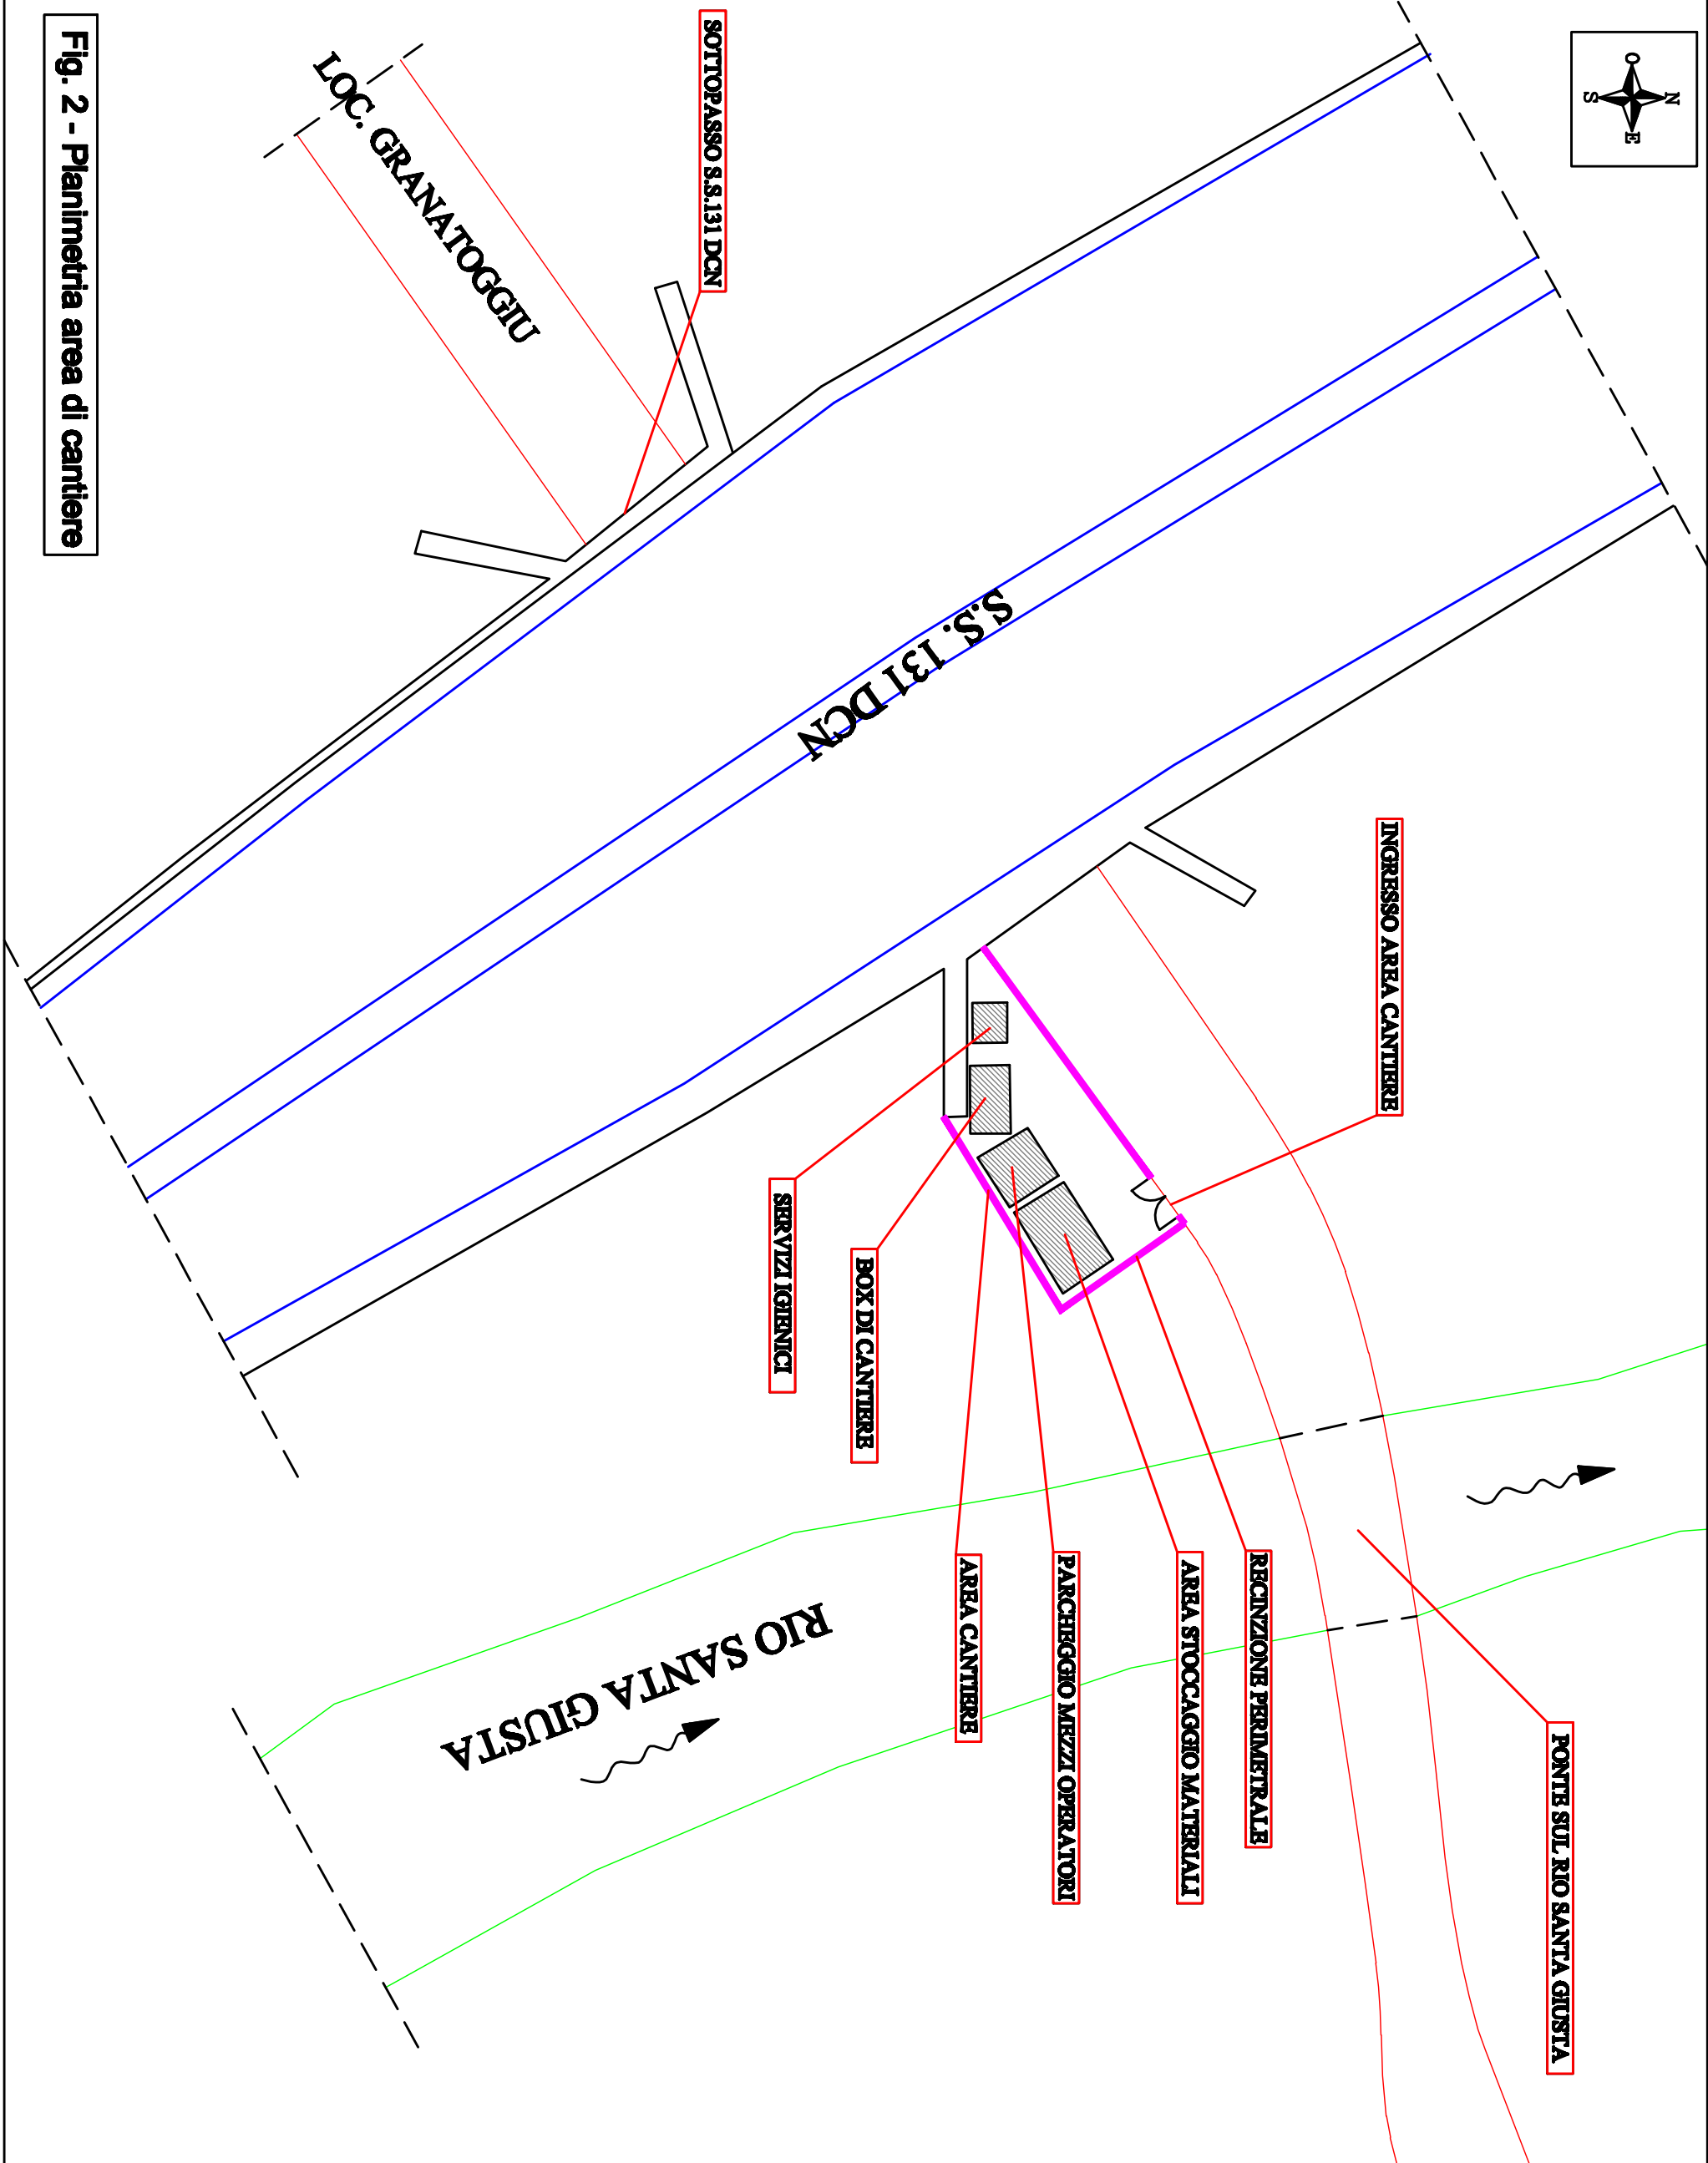 N
O
E
S
SOTTOPASSO S.S.131 DCN
LOC. GRANATOGGIU
Fig. 2 - Planimetria area di cantiere
S.S. 131 DCN
INGRESSO AREA CANTIERE
SERVIZI IGIENICI
BOX DI CANTIERE
AREA CANTIERE
PARCHEGGIO MEZZI OPERATORI
AREA STOCCAGGIO MATERIALI
RECINZIONE PERIMETRALE
PONTE SUL RIO SANTA GIUSTA
RIO SANTA GIUSTA